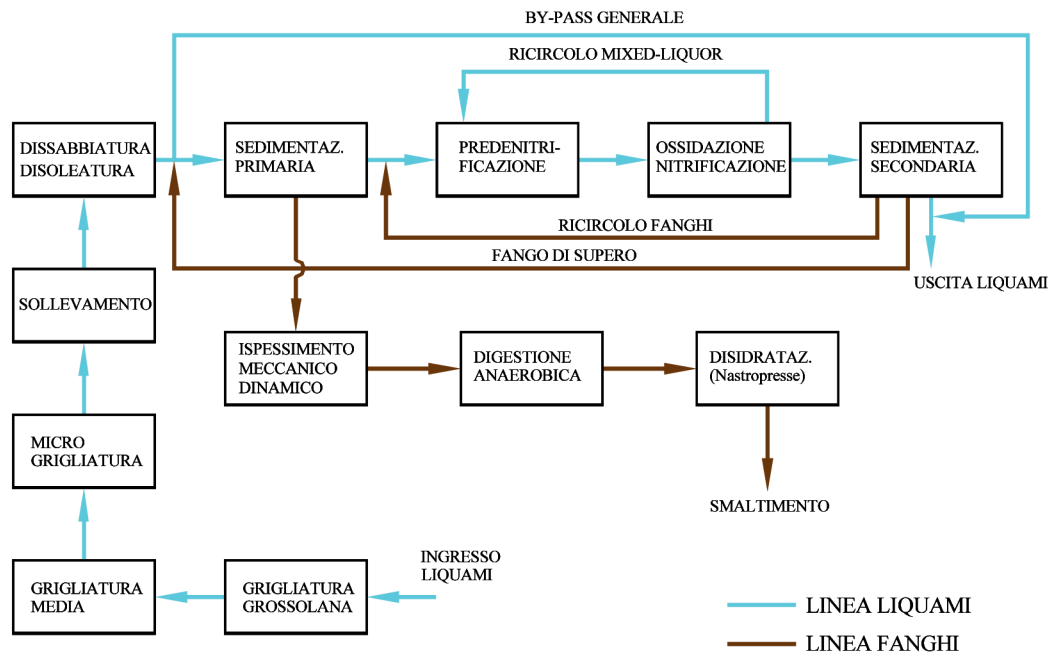 BY-PASS GENERALE
RICIRCOLO MIXED-LIQUOR
DISSABBIATURA
DISOLEATURA
SEDIMENTAZ.
PRIMARIA
PREDENITRI-
FICAZIONE
OSSIDAZIONE
NITRIFICAZIONE
SEDIMENTAZ.
SECONDARIA
RICIRCOLO FANGHI
FANGO DI SUPERO
USCITA LIQUAMI
SOLLEVAMENTO
ISPESSIMENTO
MECCANICO
DINAMICO
DIGESTIONE
ANAEROBICA
DISIDRATAZ.
(Nastropresse)
MICRO
GRIGLIATURA
SMALTIMENTO
INGRESSO
LIQUAMI
GRIGLIATURA
MEDIA
GRIGLIATURA
GROSSOLANA
LINEA LIQUAMI
LINEA FANGHI